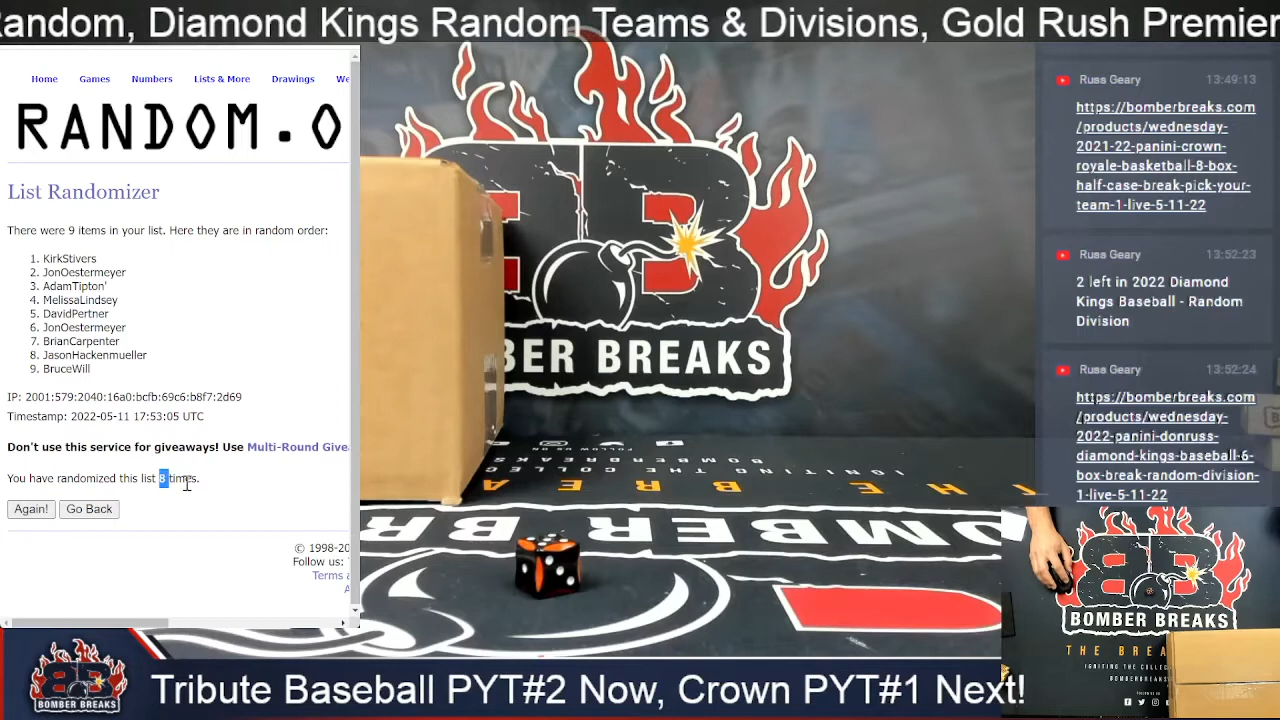 Random, Diamond Kings Random Teams & Divisions, Gold Rush Premier
Home Games Numbers Lists & More Drawings We
RANDOM.O
List Randomizer
There were 9 items in your list. Here they are in random order:
1. KirkStivers
2. JonOestermeyer
3. AdamTipton'
4. MelissaLindsey
5. DavidPertner
6. JonOestermeyer
7. BrianCarpenter
8. JasonHackenmueller
9. BruceWill
IP: 2001:579:2040:16a0:bcfb:69c6:b8f7:2d69
Timestamp: 2022-05-11 17:53:05 UTC
Don't use this service for giveaways! Use Multi-Round Give
You have randomized this list 8 times.
Again! Go Back
© 1998-20
Follow us:
Terms
BER BREAKS
BOMBER BR
Russ Geary 13:49:13
https://bomberbreaks.com
/products/wednesday-
2021-22-panini-crown-
royale-basketball-8-box-
half-case-break-pick-your-
team-1-live-5-11-22
Russ Geary 13:52:23
2 left in 2022 Diamond
Kings Baseball - Random
Division
Russ Geary 13:52:24
https://bomberbreaks.com
/products/wednesday-
2022-panini-donruss-
diamond-kings-baseball-6-
box-break-random-division-
1-live-5-11-22
BOMBER BREAKS
THE BREA
IGNITING THE COLLEC
BOMBER BREAKS
Tribute Baseball PYT#2 Now, Crown PYT#1 Next!